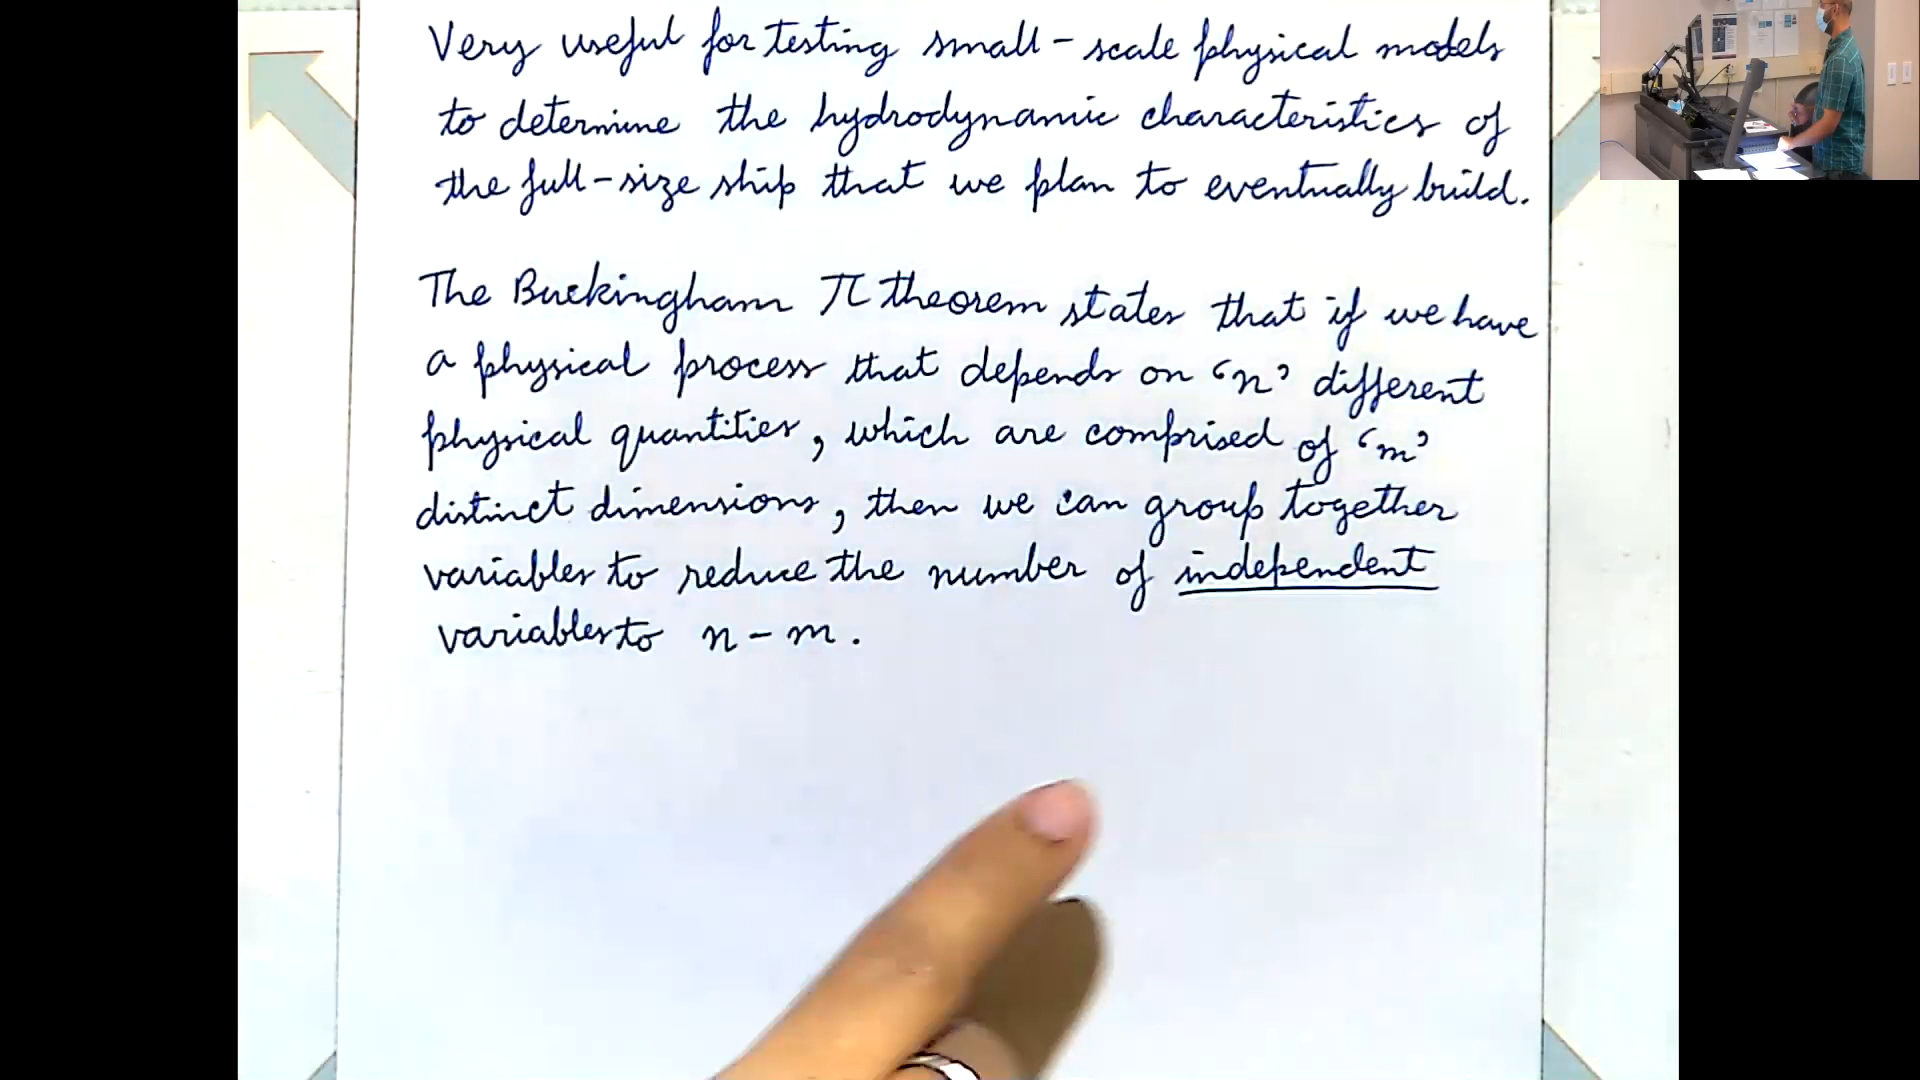 Very useful for testing small-scale physical models
to determine the hydrodynamic characteristics of
the full-size ship that we plan to eventually build.
The Buckingham π theorem states that if we have
a physical process that depends on 'n' different
physical quantities, which are comprised of 'm'
distinct dimensions, then we can group together
variables to reduce the number of independent
variables to n-m.